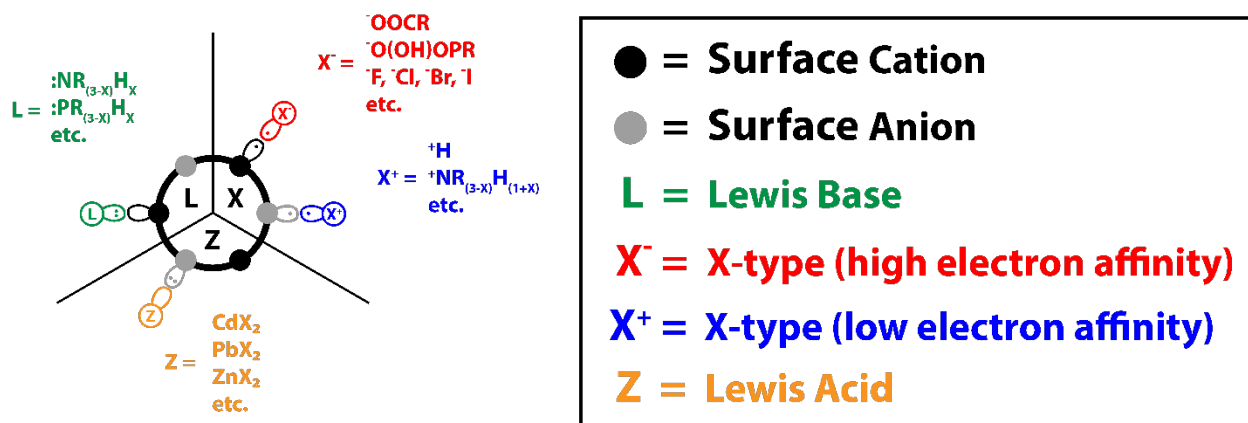 ⁻OOCR
X⁻ = ⁻O(OH)OPR
⁻F, ⁻Cl, ⁻Br, ⁻I
etc.
:NR₍₃₋ₓ₎Hₓ
L = :PR₍₃₋ₓ₎Hₓ
etc.
X⁻
⁺H
X⁺ = ⁺NR₍₃₋ₓ₎H₍₁₊ₓ₎
etc.
L X
L X⁺
Z
Z
CdX₂
Z = PbX₂
ZnX₂
etc.
= Surface Cation
= Surface Anion
L = Lewis Base
X⁻ = X-type (high electron affinity)
X⁺ = X-type (low electron affinity)
Z = Lewis Acid